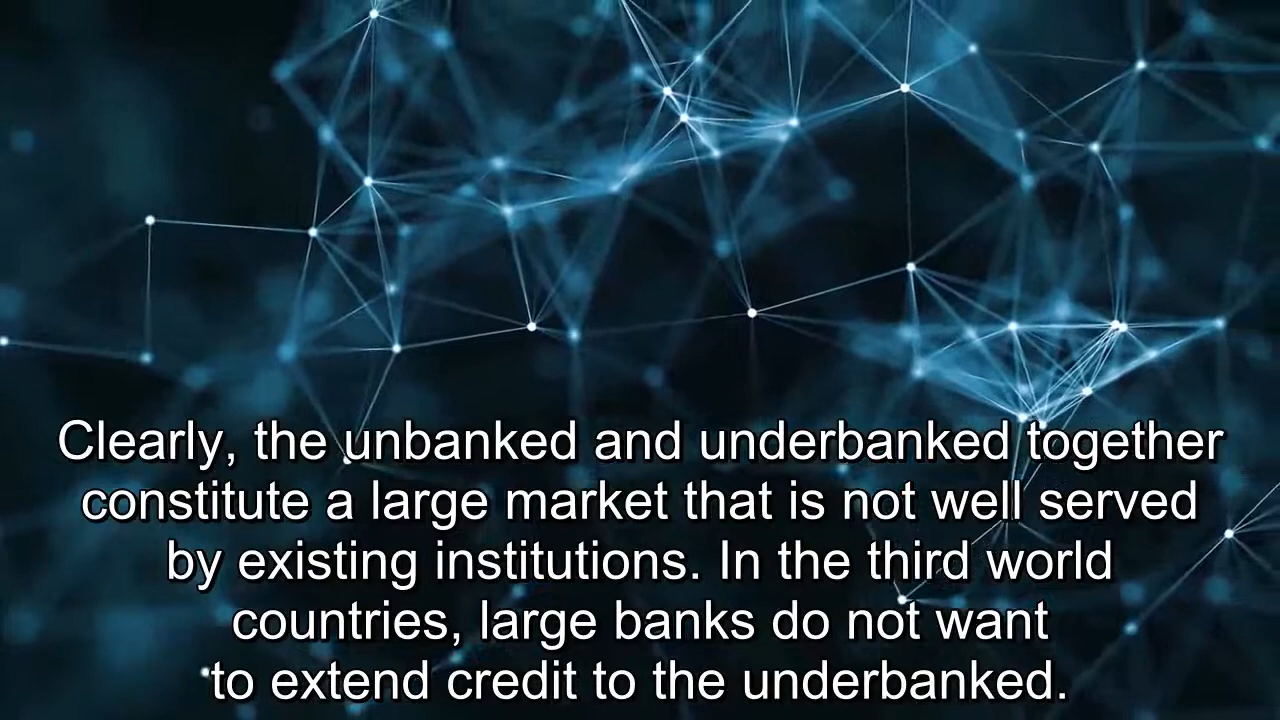 Clearly, the unbanked and underbanked together
constitute a large market that is not well served
by existing institutions. In the third world
countries, large banks do not want
to extend credit to the underbanked.